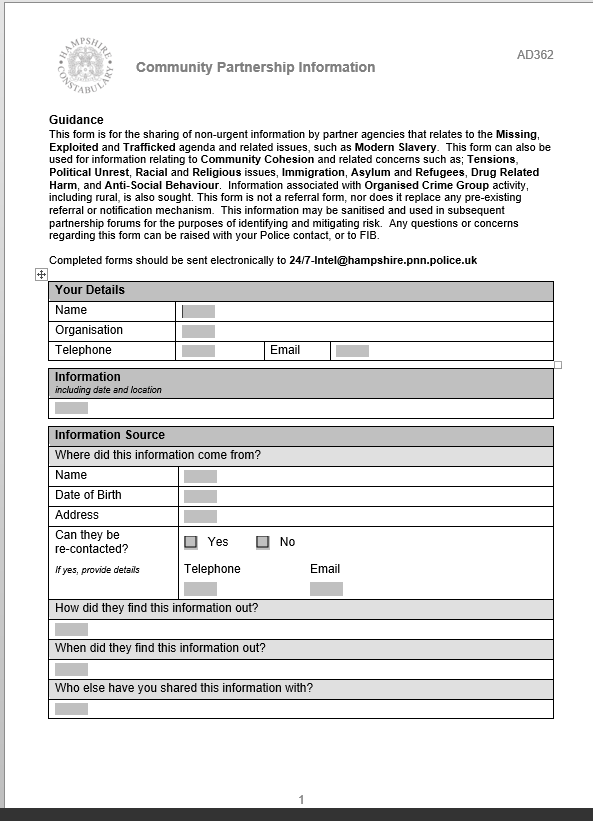 HAMPSHIRE
CONSTABULARY
Community Partnership Information
AD362
Guidance
This form is for the sharing of non-urgent information by partner agencies that relates to the Missing,
Exploited and Trafficked agenda and related issues, such as Modern Slavery. This form can also be
used for information relating to Community Cohesion and related concerns such as; Tensions,
Political Unrest, Racial and Religious issues, Immigration, Asylum and Refugees, Drug Related
Harm, and Anti-Social Behaviour. Information associated with Organised Crime Group activity,
including rural, is also sought. This form is not a referral form, nor does it replace any pre-existing
referral or notification mechanism. This information may be sanitised and used in subsequent
partnership forums for the purposes of identifying and mitigating risk. Any questions or concerns
regarding this form can be raised with your Police contact, or to FIB.
Completed forms should be sent electronically to 24/7-Intel@hampshire.pnn.police.uk
Your Details
Name
Organisation
Telephone Email
Information
including date and location
Information Source
Where did this information come from?
Name
Date of Birth
Address
Can they be
re-contacted?
Yes No
If yes, provide details
Telephone Email
How did they find this information out?
When did they find this information out?
Who else have you shared this information with?
1